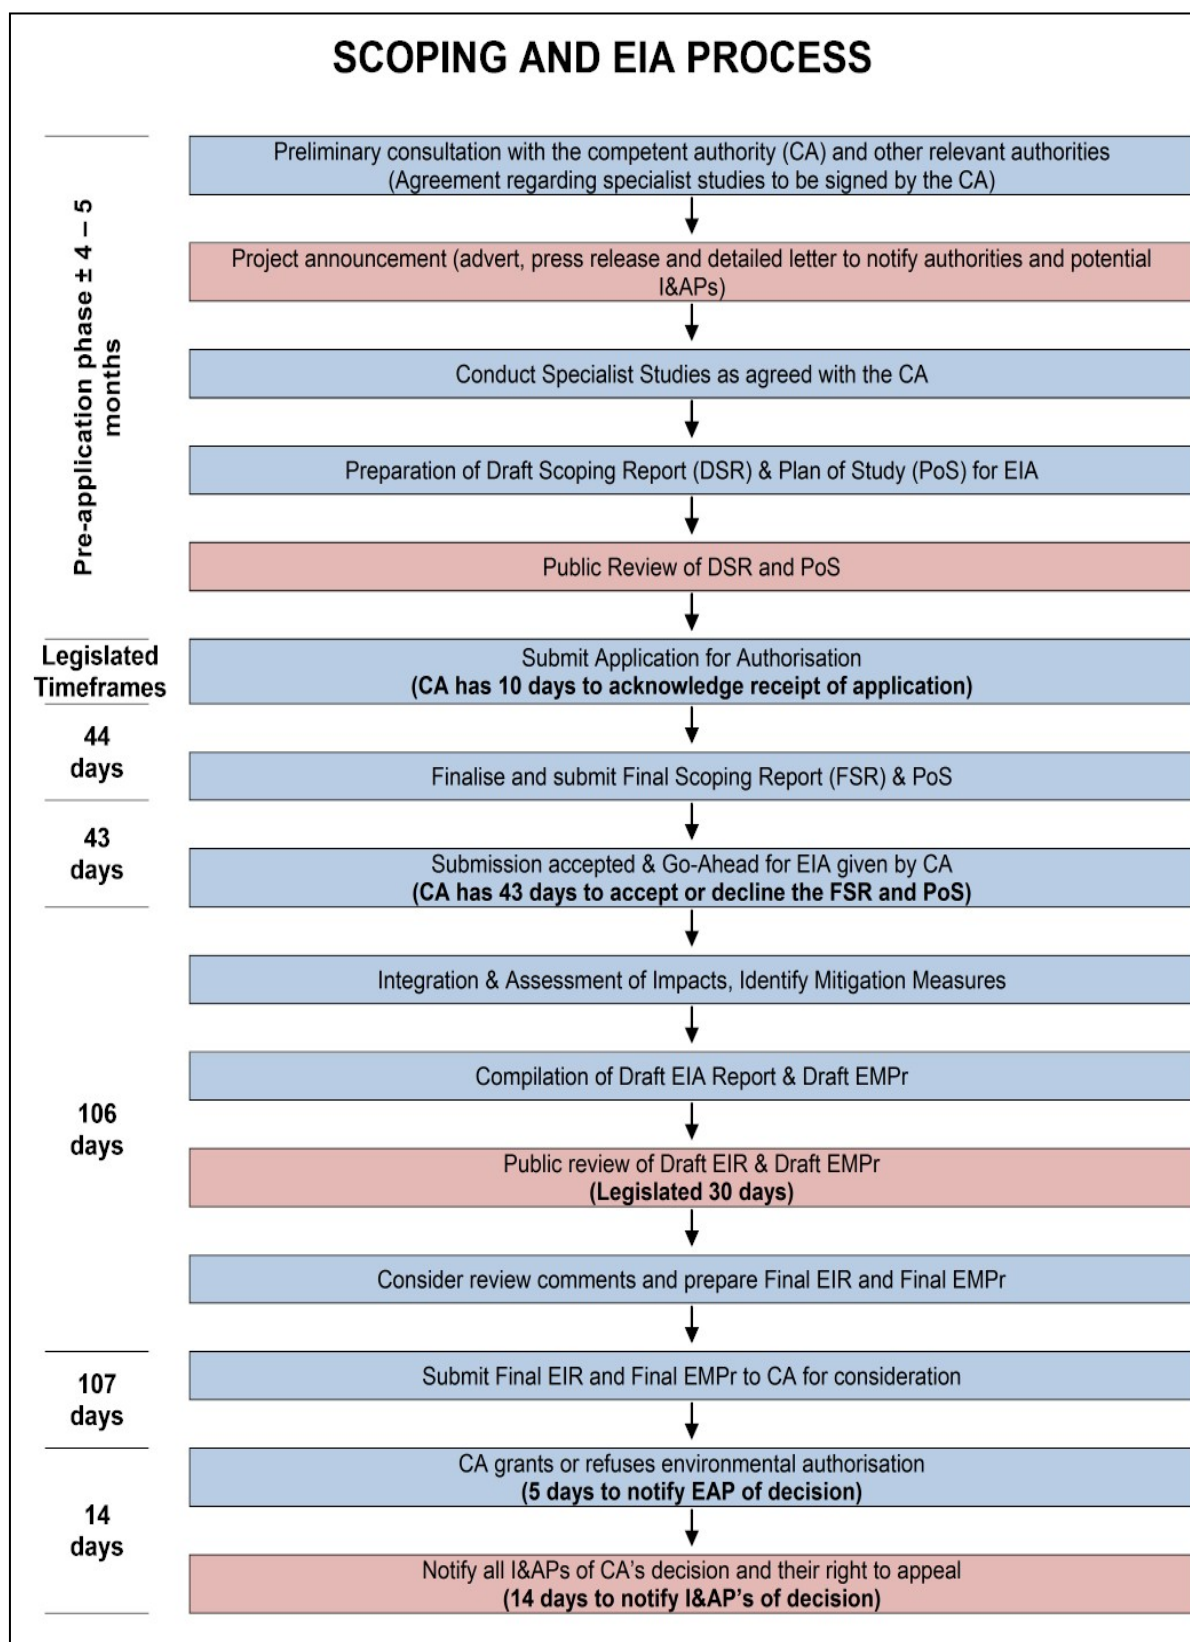 SCOPING AND EIA PROCESS
Pre-application phase ± 4 – 5
months
Preliminary consultation with the competent authority (CA) and other relevant authorities
(Agreement regarding specialist studies to be signed by the CA)
Project announcement (advert, press release and detailed letter to notify authorities and potential
I&APs)
Conduct Specialist Studies as agreed with the CA
Preparation of Draft Scoping Report (DSR) & Plan of Study (PoS) for EIA
Public Review of DSR and PoS
Legislated
Timeframes
Submit Application for Authorisation
(CA has 10 days to acknowledge receipt of application)
44
days
Finalise and submit Final Scoping Report (FSR) & PoS
43
days
Submission accepted & Go-Ahead for EIA given by CA
(CA has 43 days to accept or decline the FSR and PoS)
106
days
Integration & Assessment of Impacts, Identify Mitigation Measures
Compilation of Draft EIA Report & Draft EMPr
Public review of Draft EIR & Draft EMPr
(Legislated 30 days)
Consider review comments and prepare Final EIR and Final EMPr
107
days
Submit Final EIR and Final EMPr to CA for consideration
14
days
CA grants or refuses environmental authorisation
(5 days to notify EAP of decision)
Notify all I&APs of CA's decision and their right to appeal
(14 days to notify I&AP's of decision)